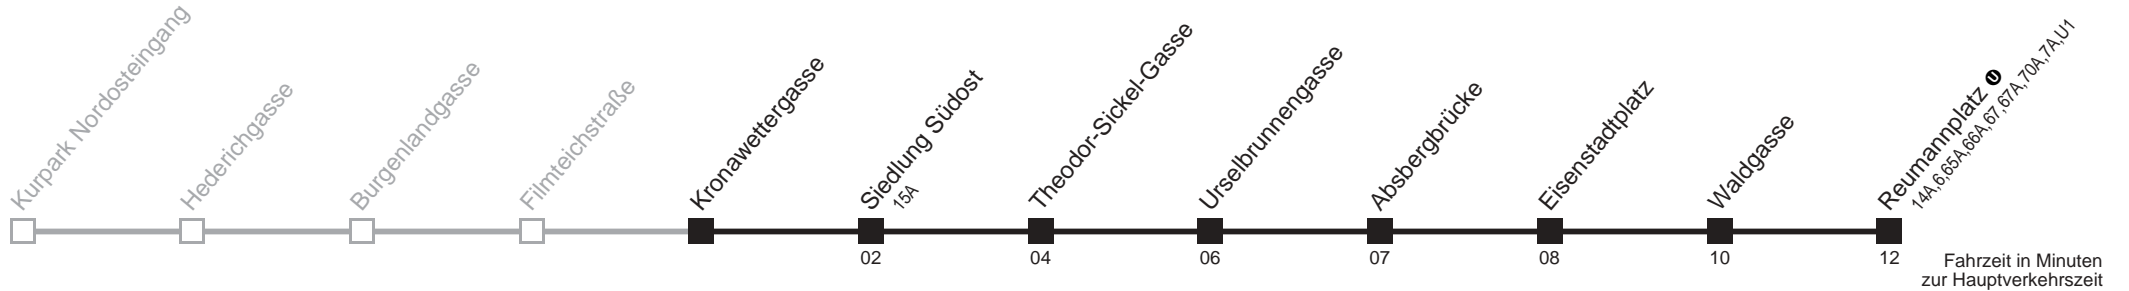 Kurpark Nordosteingang
Hederichgasse
Burgenlandgasse
Filmteichstraße
Kronawettergasse
Siedlung Südost
15A
Theodor-Sickel-Gasse
Urselbrunnengasse
Absbergbrücke
Eisenstadtplatz
Waldgasse
Reumannplatz U
14A,6,65A,66A,67,67A,70A,7A,U1
02
04
06
07
08
10
12
Fahrzeit in Minuten
zur Hauptverkehrszeit